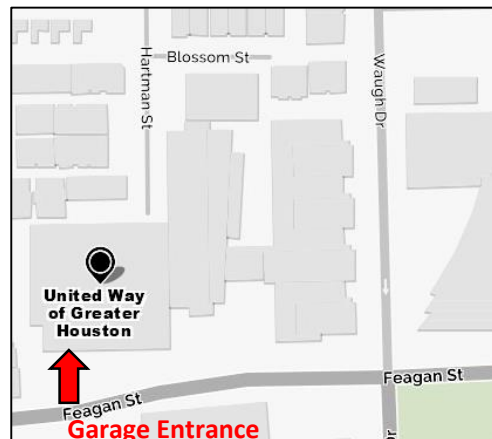 Blossom St
Hartman St
Waugh Dr
United Way
of Greater
Houston
Feagan St
Feagan St
Garage Entrance